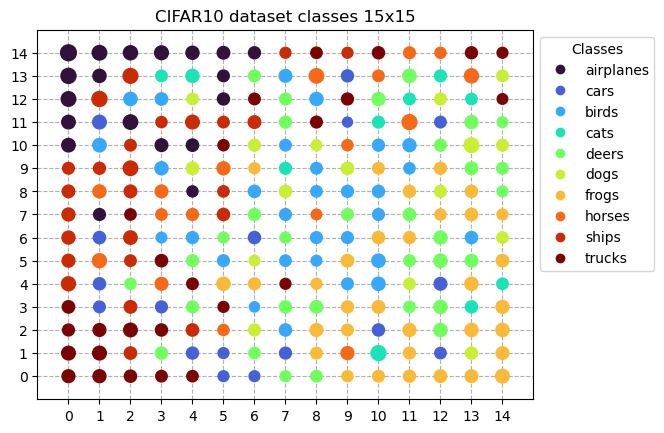 CIFAR10 dataset classes 15x15
14
13
12
11
10
9
8
7
6
5
4
3
2
1
0
0 1 2 3 4 5 6 7 8 9 10 11 12 13 14
Classes
airplanes
cars
birds
cats
deers
dogs
frogs
horses
ships
trucks